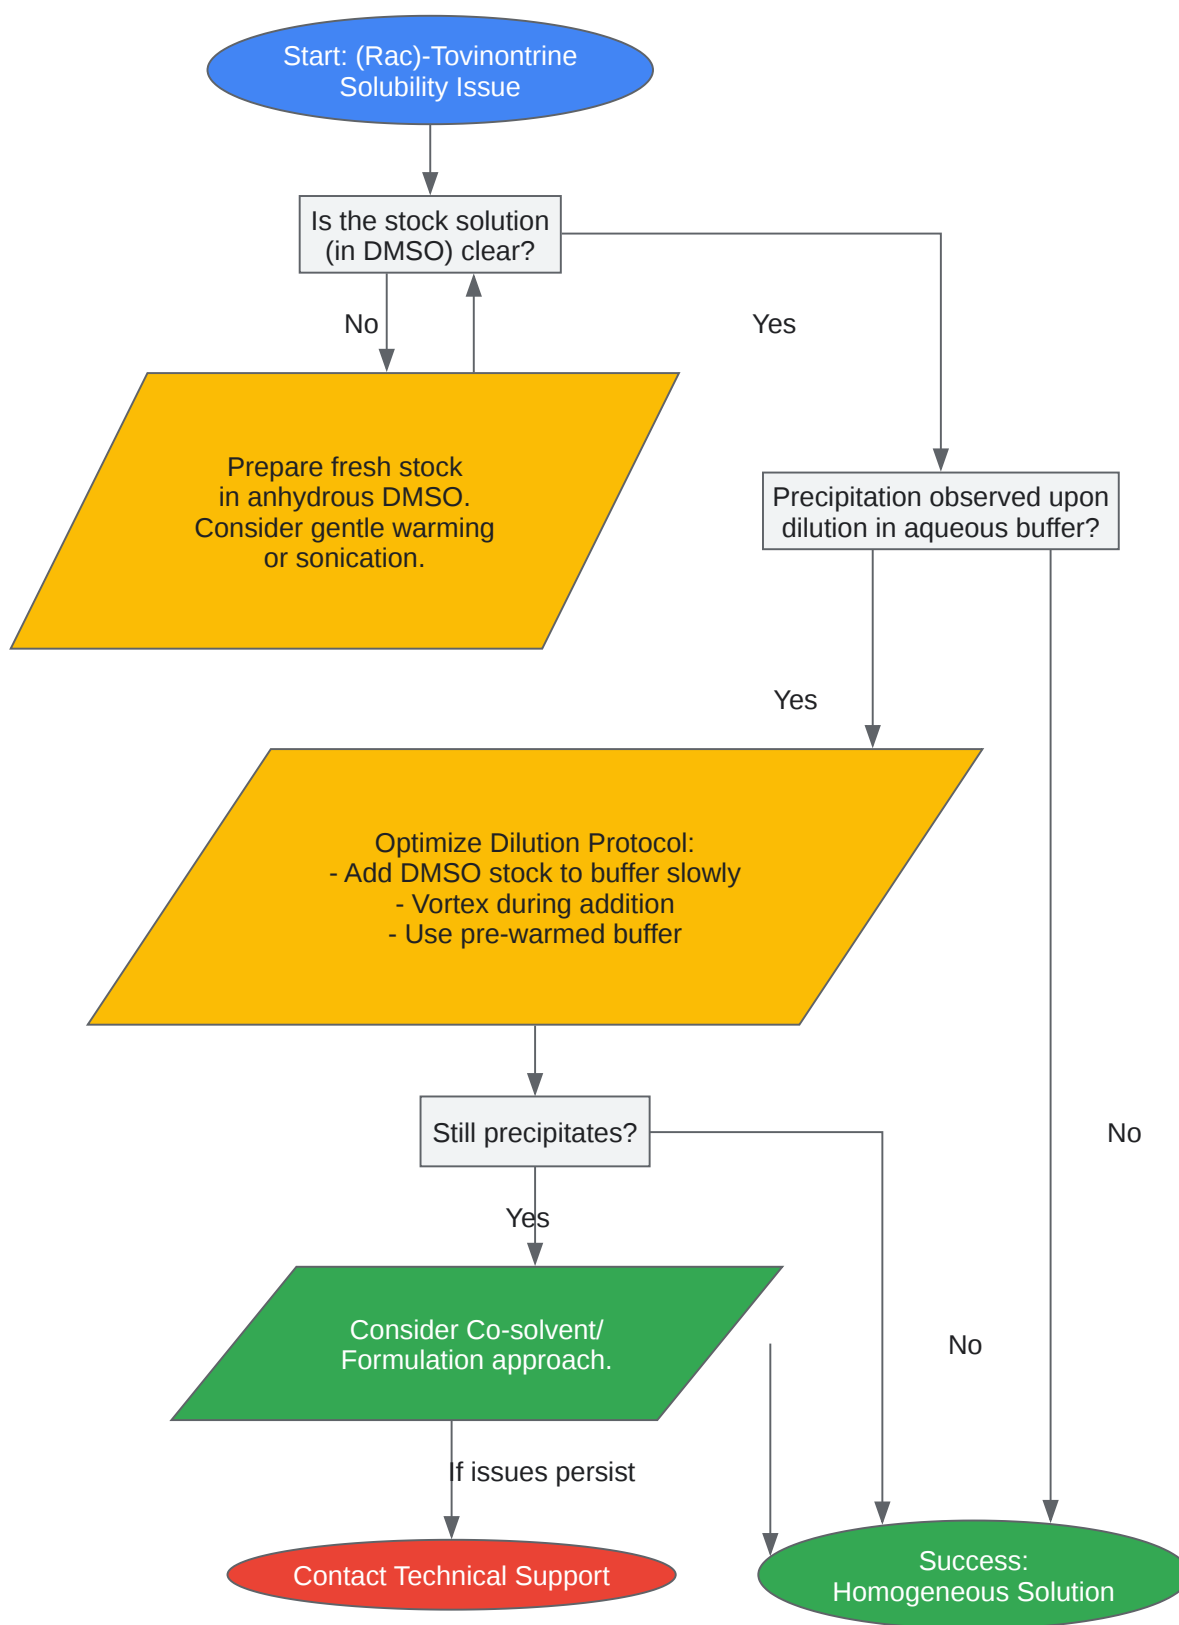 Start: (Rac)-Tovinontrine
Solubility Issue
Is the stock solution
(in DMSO) clear?
No
Yes
Prepare fresh stock
in anhydrous DMSO.
Consider gentle warming
or sonication.
Precipitation observed upon
dilution in aqueous buffer?
Yes
Optimize Dilution Protocol:
- Add DMSO stock to buffer slowly
- Vortex during addition
- Use pre-warmed buffer
Still precipitates?
No
Yes
Consider Co-solvent/
Formulation approach.
No
If issues persist
Contact Technical Support
Success:
Homogeneous Solution